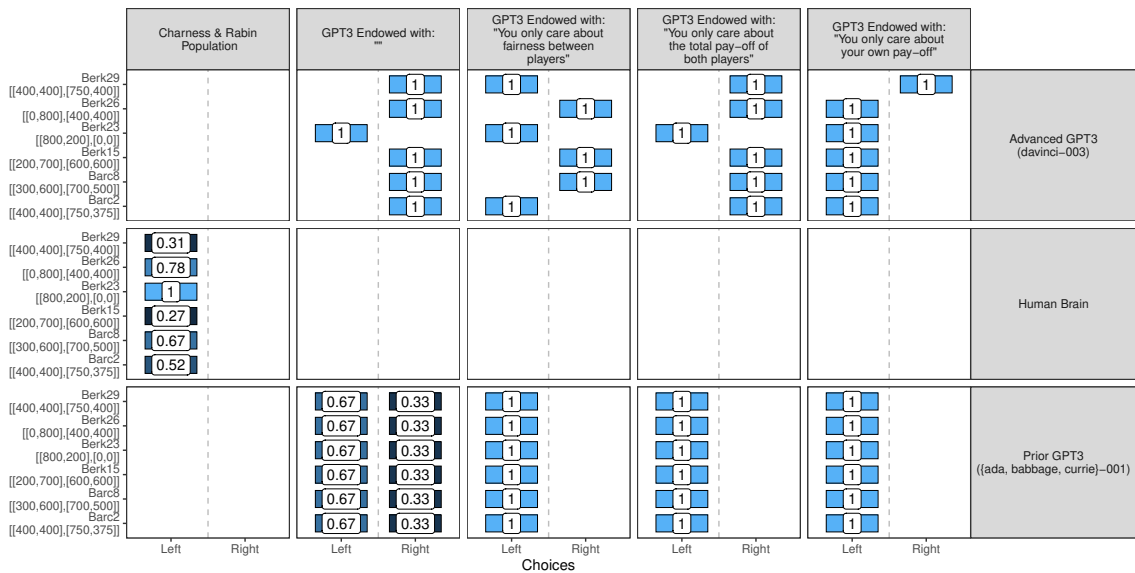 Charness & Rabin
Population
GPT3 Endowed with:
""
GPT3 Endowed with:
"You only care about
fairness between
players"
GPT3 Endowed with:
"You only care about
the total pay−off of
both players"
GPT3 Endowed with:
"You only care about
your own pay−off"
Berk29
[[400,400],[750,400]]
1 1 1 1
Berk26
[[0,800],[400,400]]
1 1 1 1
Berk23
[[800,200],[0,0]]
1 1 1 1
Berk15
[[200,700],[600,600]]
1 1 1 1
Barc8
[[300,600],[700,500]]
1 1 1 1
Barc2
[[400,400],[750,375]]
1 1 1 1
Advanced GPT3
(davinci−003)
Berk29
[[400,400],[750,400]]
0.31
Berk26
[[0,800],[400,400]]
0.78
Berk23
[[800,200],[0,0]]
1
Berk15
[[200,700],[600,600]]
0.27
Barc8
[[300,600],[700,500]]
0.67
Barc2
[[400,400],[750,375]]
0.52
Human Brain
Berk29
[[400,400],[750,400]]
0.67 0.33 1 1 1
Berk26
[[0,800],[400,400]]
0.67 0.33 1 1 1
Berk23
[[800,200],[0,0]]
0.67 0.33 1 1 1
Berk15
[[200,700],[600,600]]
0.67 0.33 1 1 1
Barc8
[[300,600],[700,500]]
0.67 0.33 1 1 1
Barc2
[[400,400],[750,375]]
0.67 0.33 1 1 1
Prior GPT3
({ada, babbage, currie}−001)
Left Right Left Right Left Right Left Right Left Right
Choices